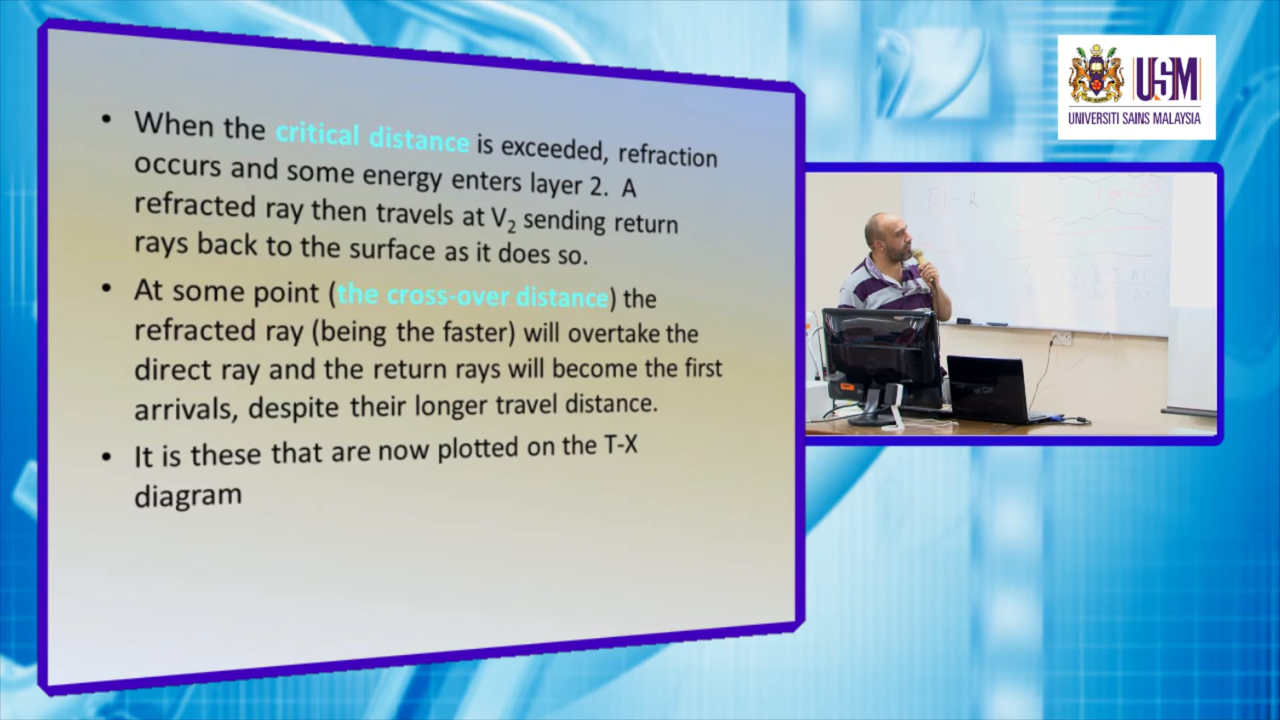 When the critical distance is exceeded, refraction
occurs and some energy enters layer 2. A
refracted ray then travels at V₂ sending return
rays back to the surface as it does so.
At some point (the cross-over distance) the
refracted ray (being the faster) will overtake the
direct ray and the return rays will become the first
arrivals, despite their longer travel distance.
It is these that are now plotted on the T-X
diagram
USM
UNIVERSITI SAINS MALAYSIA